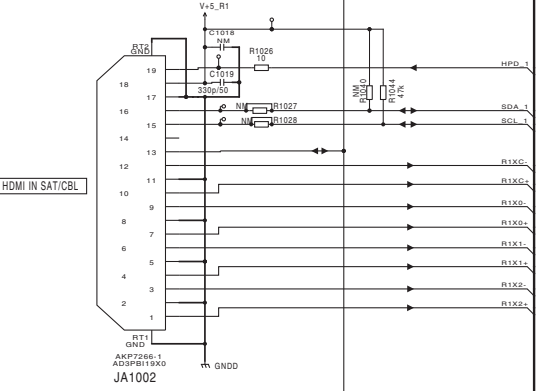 V+5_R1
C1018
NM
RT2
GND
R1026
10
HPD_1
19
C1019
330p/50
18
NM
R1040
R1044
47k
17
16
NM
R1027
SDA_1
15
NM
R1028
SCL_1
14
13
12
R1XC-
HDMI IN SAT/CBL
11
R1XC+
10
9
R1X0-
8
7
R1X0+
6
R1X1-
5
R1X1+
4
3
R1X2-
2
1
R1X2+
RT1
GND
AKP7266-1
AD3PBI19X0
GNDD
JA1002